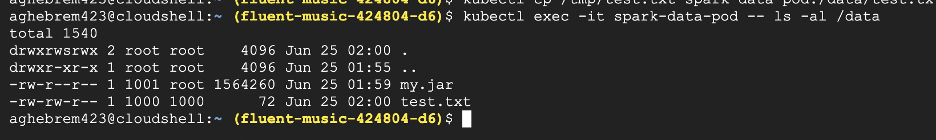 aghebrem423@cloudshell:~ (fluent-music-424804-d6)$ kubectl cp /tmp/test.txt spark-data-pod:/data/test.tx
aghebrem423@cloudshell:~ (fluent-music-424804-d6)$ kubectl exec -it spark-data-pod -- ls -al /data
total 1540
drwxrwsrwx 2 root root    4096 Jun 25 02:00 .
drwxr-xr-x 1 root root    4096 Jun 25 01:55 ..
-rw-r--r-- 1 1001 root 1564260 Jun 25 01:59 my.jar
-rw-rw-r-- 1 1000 1000      72 Jun 25 02:00 test.txt
aghebrem423@cloudshell:~ (fluent-music-424804-d6)$